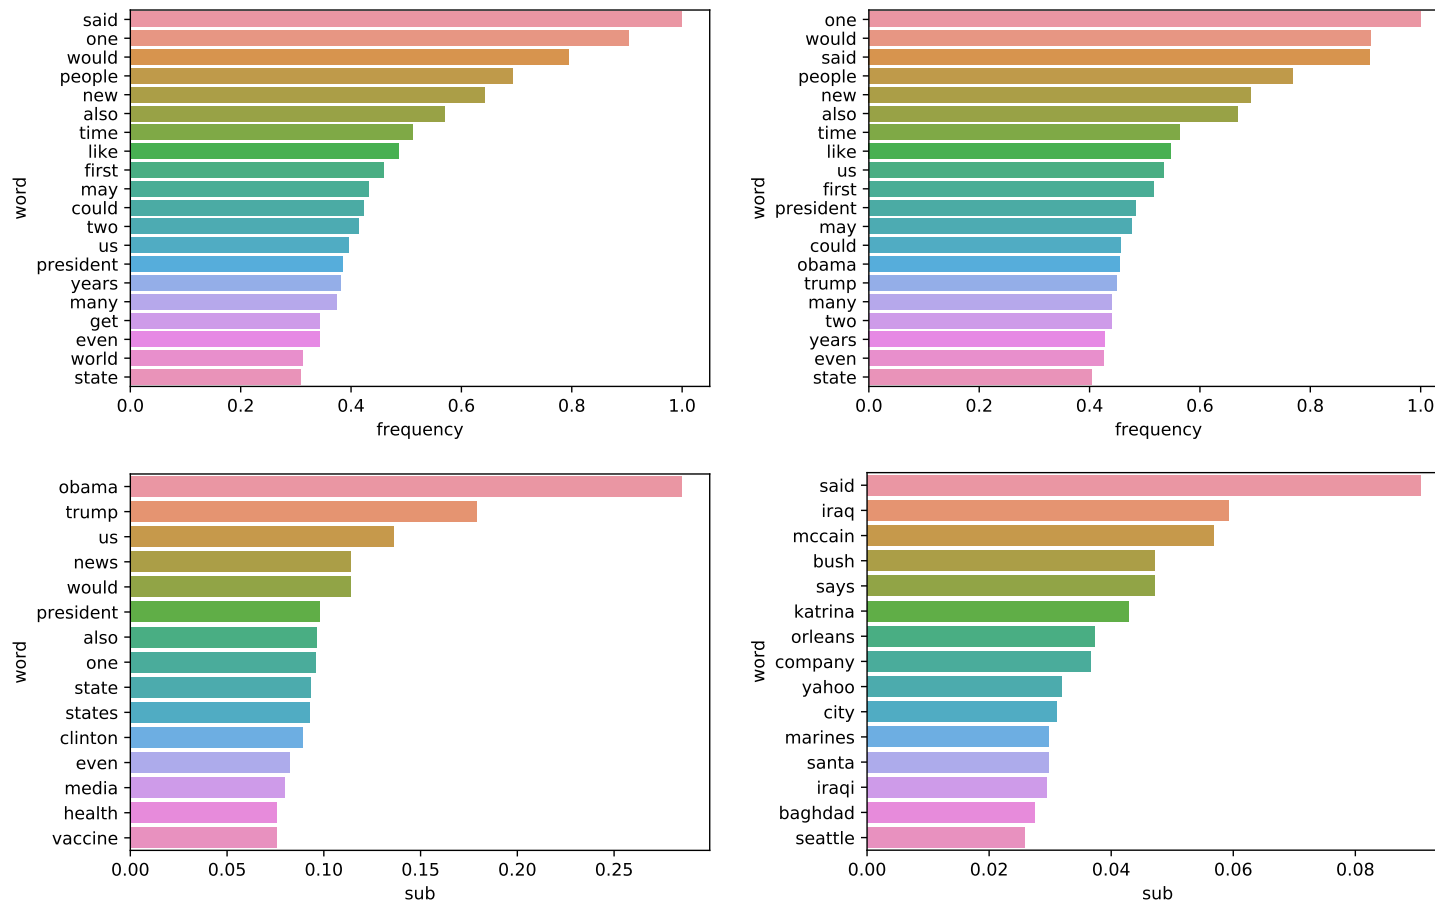 said
one
would
people
new
also
time
like
first
may
could
two
us
president
years
many
get
even
world
state
word
0.0 0.2 0.4 0.6 0.8 1.0
frequency
one
would
said
people
new
also
time
like
us
first
president
may
could
obama
trump
many
two
years
even
state
word
0.0 0.2 0.4 0.6 0.8 1.0
frequency
obama
trump
us
news
would
president
also
one
state
states
clinton
even
media
health
vaccine
word
0.00 0.05 0.10 0.15 0.20 0.25
sub
said
iraq
mccain
bush
says
katrina
orleans
company
yahoo
city
marines
santa
iraqi
baghdad
seattle
word
0.00 0.02 0.04 0.06 0.08
sub